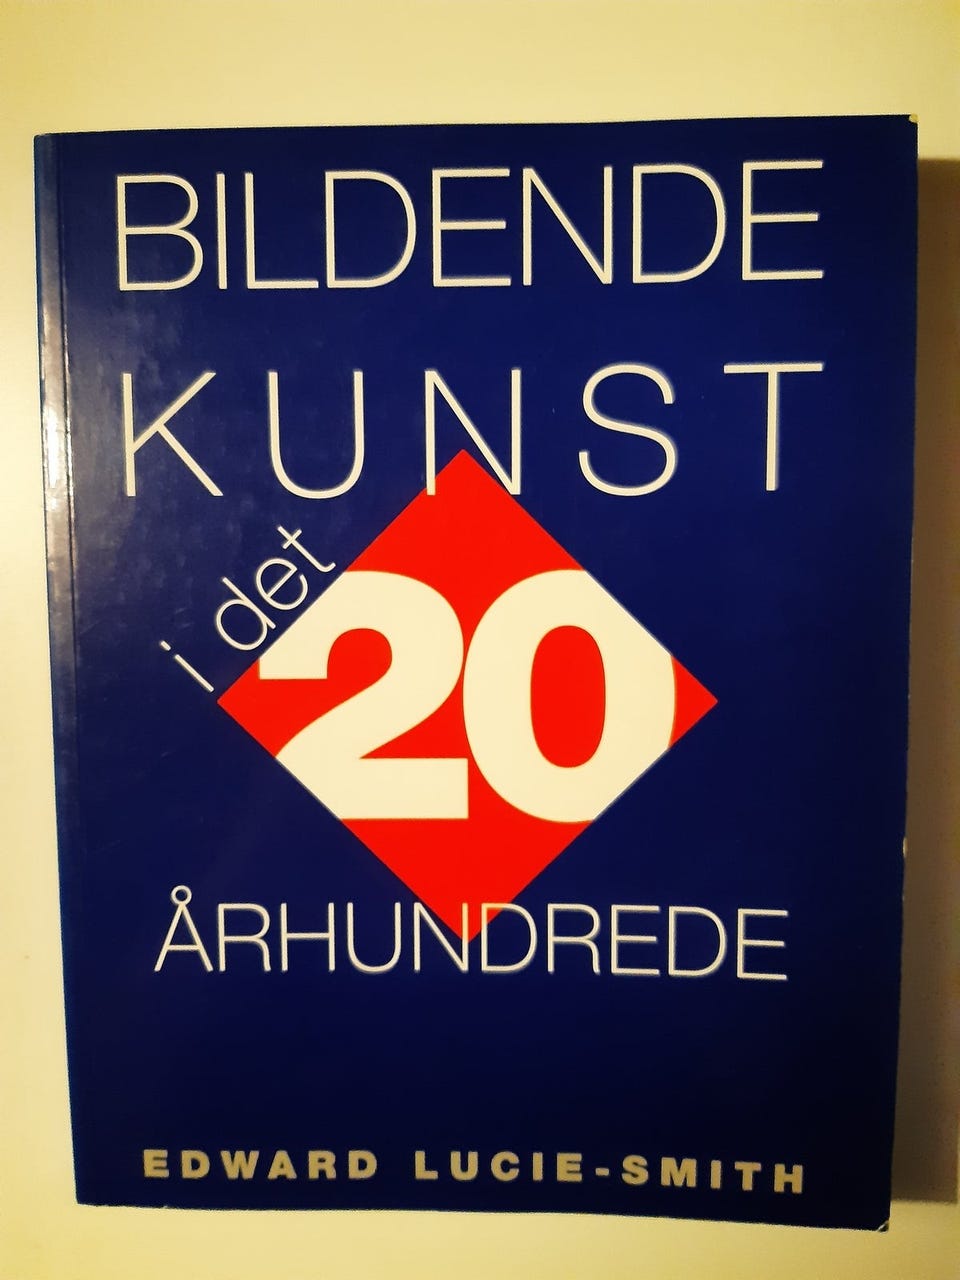 BILDENDE
KUNST
i det
20
ÅRHUNDREDE
EDWARD LUCIE-SMITH